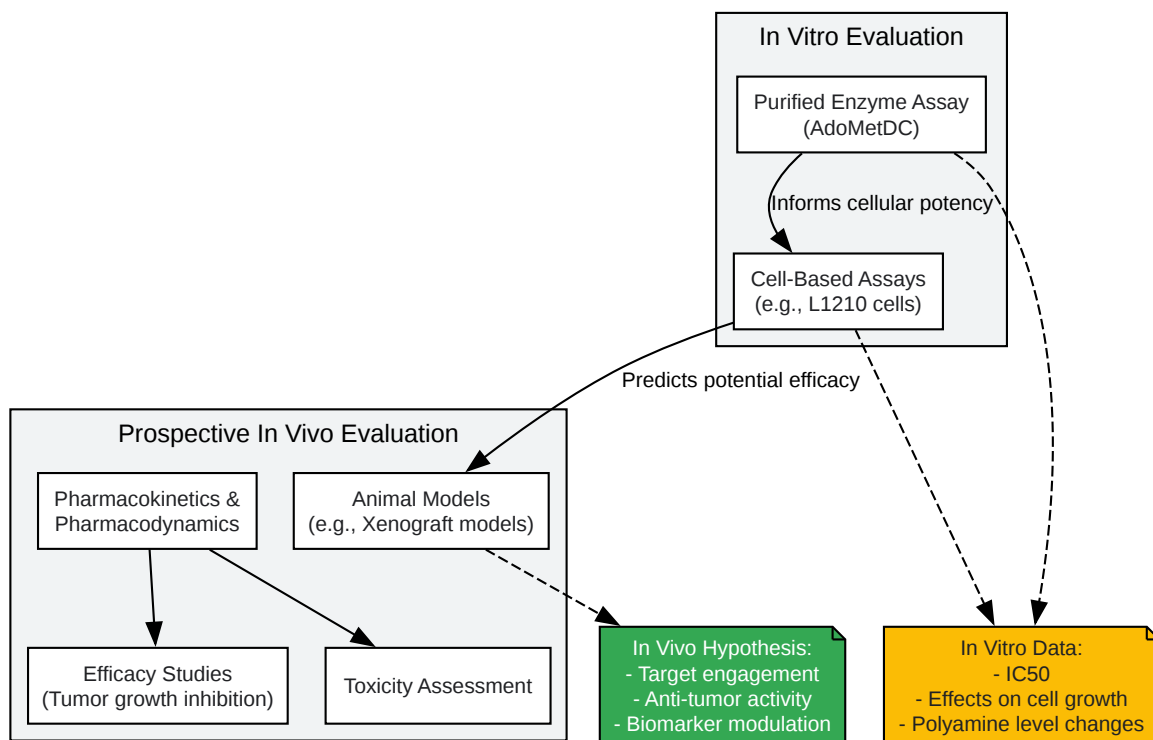 In Vitro Evaluation
Purified Enzyme Assay
(AdoMetDC)
Informs cellular potency
Cell-Based Assays
(e.g., L1210 cells)
Predicts potential efficacy
Prospective In Vivo Evaluation
Pharmacokinetics &
Pharmacodynamics
Animal Models
(e.g., Xenograft models)
Efficacy Studies
(Tumor growth inhibition)
Toxicity Assessment
In Vivo Hypothesis:
- Target engagement
- Anti-tumor activity
- Biomarker modulation
In Vitro Data:
- IC50
- Effects on cell growth
- Polyamine level changes